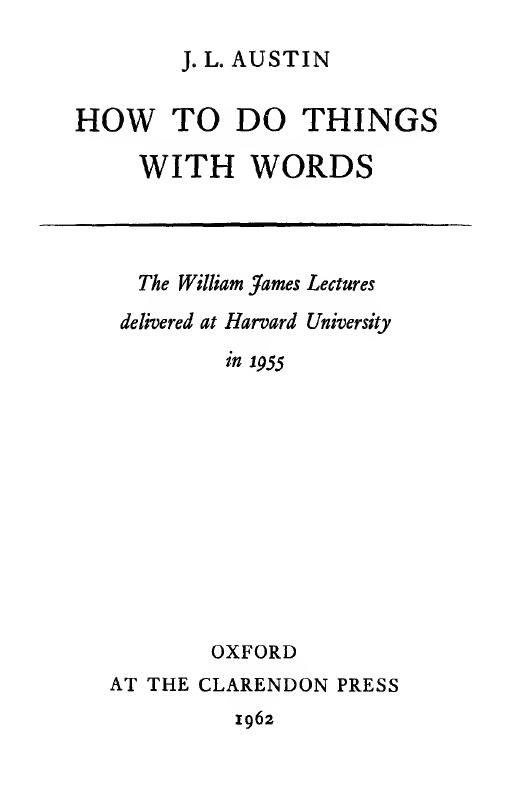 J. L. AUSTIN
HOW TO DO THINGS
WITH WORDS
The William James Lectures
delivered at Harvard University
in 1955
OXFORD
AT THE CLARENDON PRESS
1962